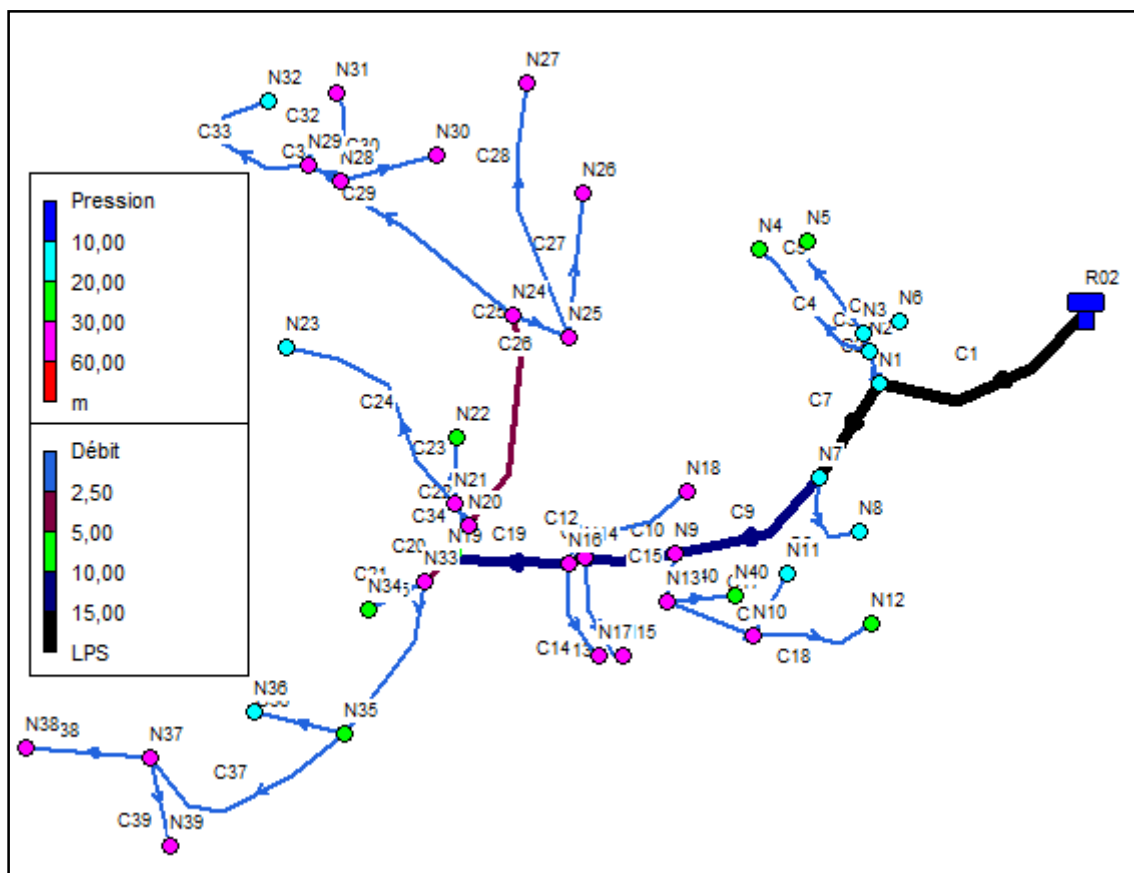 N27
N32
N31
C32
C33
N29
N30
N28
C28
C29
N26
Pression
10,00
20,00
30,00
60,00
m
C27
N4
N5
R02
N24
C4
N3
N6
C25
N25
N23
C26
N2
N1
C1
C24
C7
N22
C23
N7
N21
N18
N20
C34
C9
N8
Débit
2,50
5,00
10,00
15,00
LPS
C19
C12
C10
N19
N16
C15
N9
N11
C20
N33
N34
N13
N40
N10
N12
N17
C14
C18
N36
N35
N38
N37
C37
C39
N39